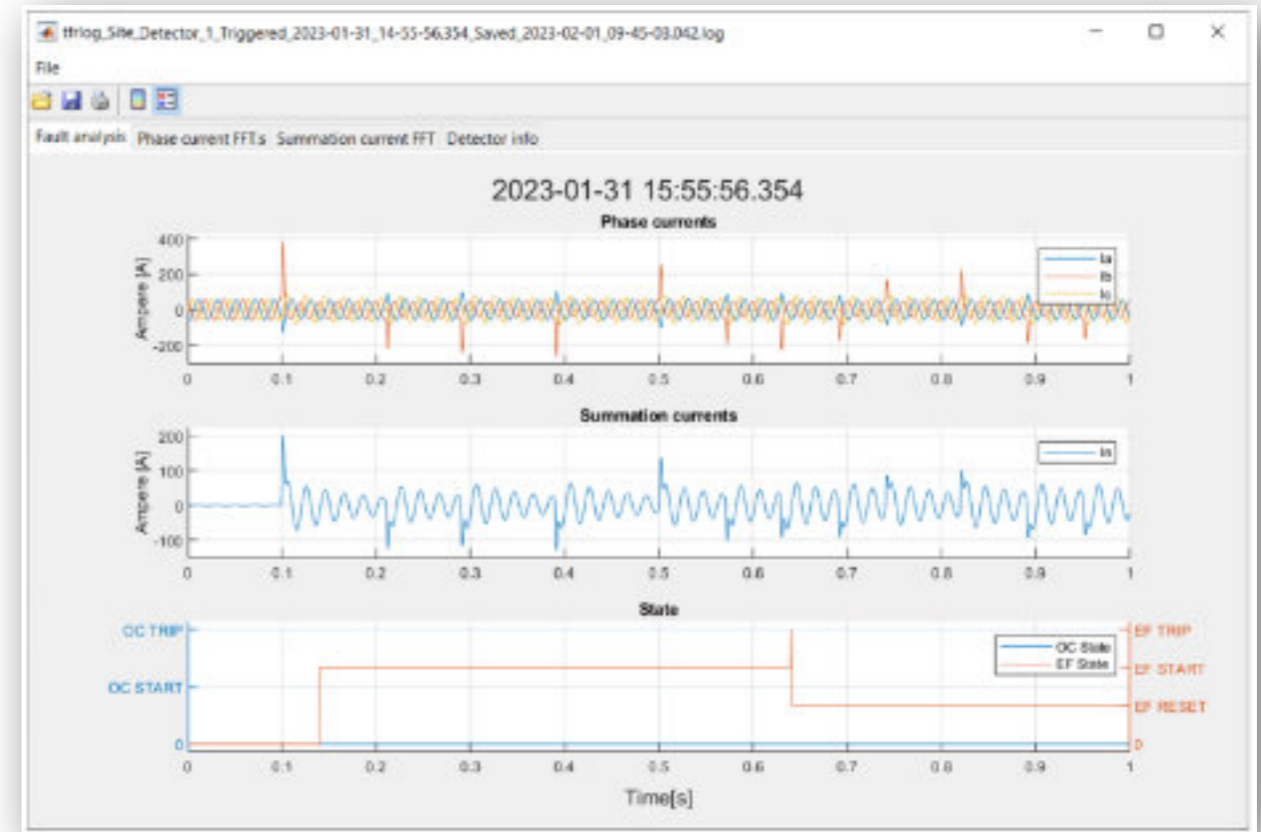 tfrlog_Site_Detector_1_Triggered_2023-01-31_14-55-56.354_Saved_2023-02-01_09-45-03.042.log
File
Fault analysis Phase current FFT.s Summation current FFT Detector info
2023-01-31 15:55:56.354
Phase currents
Ampere [A]
400
200
0
-200
Ia
Ib
Ic
0 0.1 0.2 0.3 0.4 0.5 0.6 0.7 0.8 0.9 1
Summation currents
Ampere [A]
200
100
0
-100
In
0 0.1 0.2 0.3 0.4 0.5 0.6 0.7 0.8 0.9 1
State
OC TRIP
OC START
0
OC State
EF State
EF TRIP
EF START
EF RESET
0
0 0.1 0.2 0.3 0.4 0.5 0.6 0.7 0.8 0.9 1
Time[s]